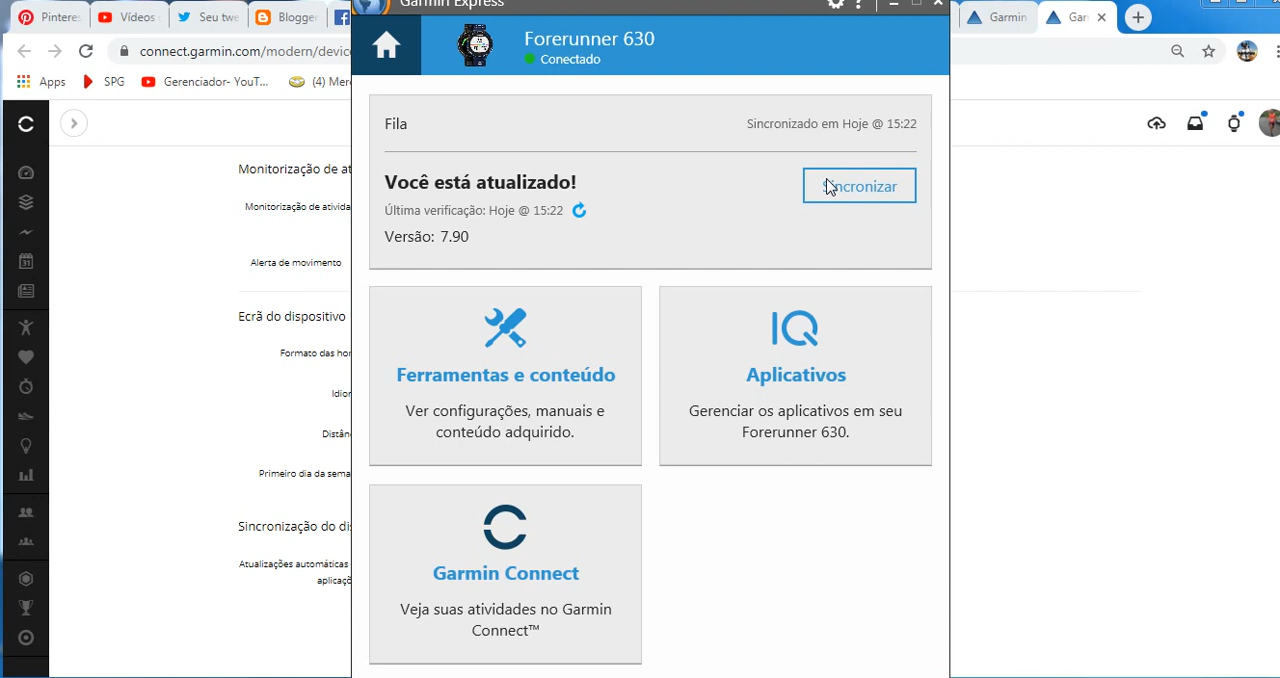 Pinteres
Vídeos
Seu twe
Blogger
Garmin Express
Garmin
Gar
connect.garmin.com/modern/device
Apps
SPG
Gerenciador- YouT...
(4) Mer
Forerunner 630
Conectado
Fila
Sincronizado em Hoje @ 15:22
Você está atualizado!
Sincronizar
Última verificação: Hoje @ 15:22
Versão: 7.90
Ferramentas e conteúdo
Ver configurações, manuais e
conteúdo adquirido.
IQ
Aplicativos
Gerenciar os aplicativos em seu
Forerunner 630.
Garmin Connect
Veja suas atividades no Garmin
Connect™
Monitorização de at
Monitorização de ativida
Alerta de movimento
Ecrã do dispositivo
Formato das hor
Idior
Distân
Primeiro dia da sema
Sincronização do dis
Atualizações automáticas
aplicaçõ
31